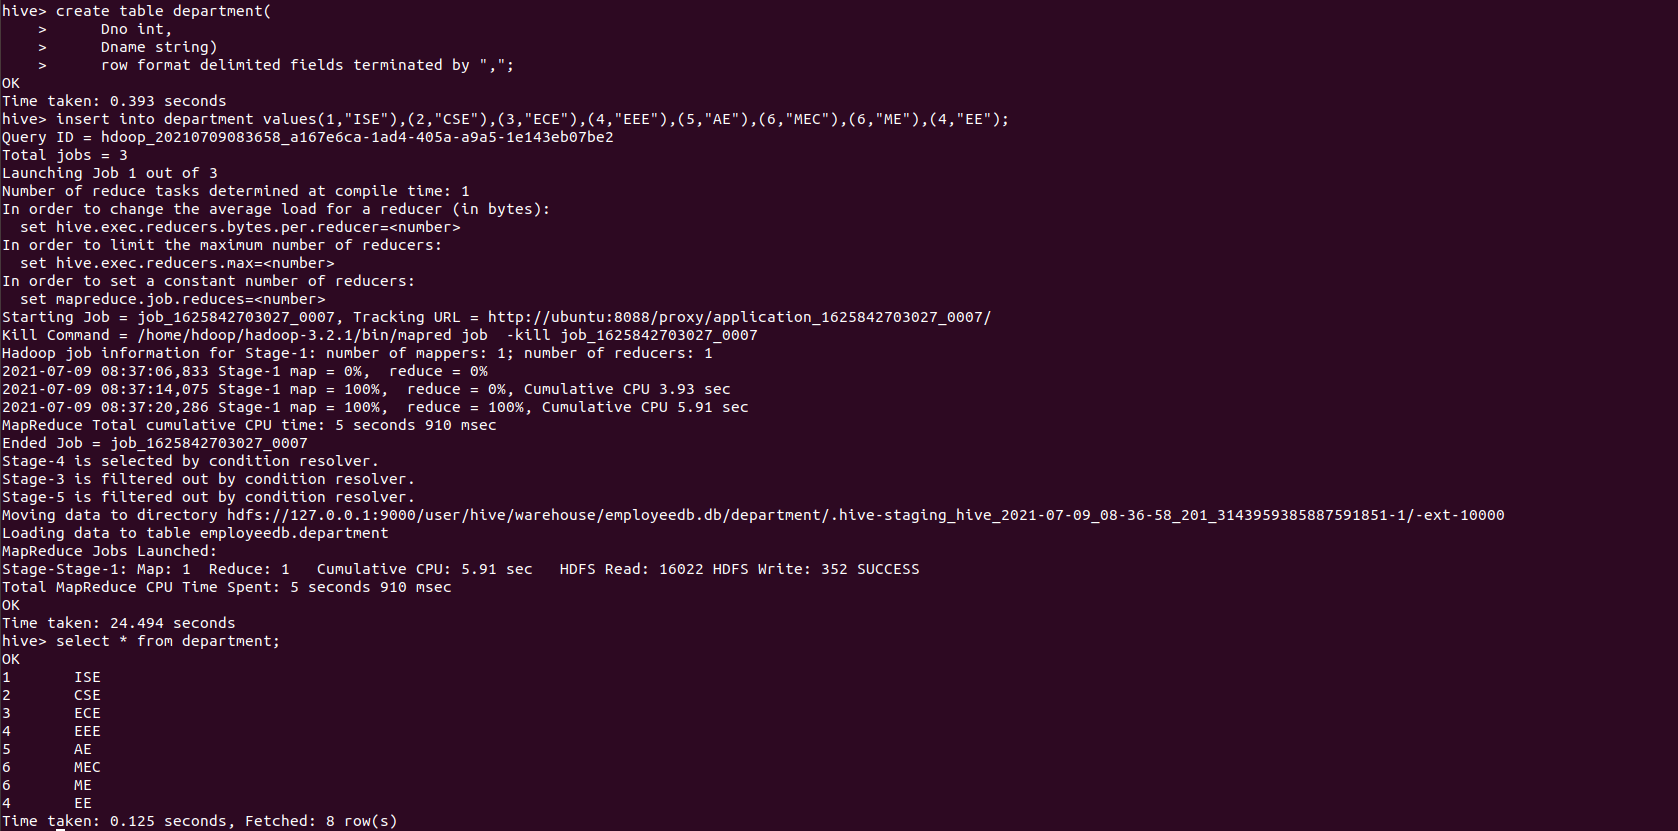 hive> create table department(
    >      Dno int,
    >      Dname string)
    >      row format delimited fields terminated by ",";
OK
Time taken: 0.393 seconds
hive> insert into department values(1,"ISE"),(2,"CSE"),(3,"ECE"),(4,"EEE"),(5,"AE"),(6,"MEC"),(6,"ME"),(4,"EE");
Query ID = hdoop_20210709083658_a167e6ca-1ad4-405a-a9a5-1e143eb07be2
Total jobs = 3
Launching Job 1 out of 3
Number of reduce tasks determined at compile time: 1
In order to change the average load for a reducer (in bytes):
  set hive.exec.reducers.bytes.per.reducer=<number>
In order to limit the maximum number of reducers:
  set hive.exec.reducers.max=<number>
In order to set a constant number of reducers:
  set mapreduce.job.reduces=<number>
Starting Job = job_1625842703027_0007, Tracking URL = http://ubuntu:8088/proxy/application_1625842703027_0007/
Kill Command = /home/hdoop/hadoop-3.2.1/bin/mapred job  -kill job_1625842703027_0007
Hadoop job information for Stage-1: number of mappers: 1; number of reducers: 1
2021-07-09 08:37:06,833 Stage-1 map = 0%,  reduce = 0%
2021-07-09 08:37:14,075 Stage-1 map = 100%,  reduce = 0%, Cumulative CPU 3.93 sec
2021-07-09 08:37:20,286 Stage-1 map = 100%,  reduce = 100%, Cumulative CPU 5.91 sec
MapReduce Total cumulative CPU time: 5 seconds 910 msec
Ended Job = job_1625842703027_0007
Stage-4 is selected by condition resolver.
Stage-3 is filtered out by condition resolver.
Stage-5 is filtered out by condition resolver.
Moving data to directory hdfs://127.0.0.1:9000/user/hive/warehouse/employeedb.db/department/.hive-staging_hive_2021-07-09_08-36-58_201_3143959385887591851-1/-ext-10000
Loading data to table employeedb.department
MapReduce Jobs Launched:
Stage-Stage-1: Map: 1  Reduce: 1   Cumulative CPU: 5.91 sec   HDFS Read: 16022 HDFS Write: 352 SUCCESS
Total MapReduce CPU Time Spent: 5 seconds 910 msec
OK
Time taken: 24.494 seconds
hive> select * from department;
OK
1       ISE
2       CSE
3       ECE
4       EEE
5       AE
6       MEC
6       ME
4       EE
Time taken: 0.125 seconds, Fetched: 8 row(s)